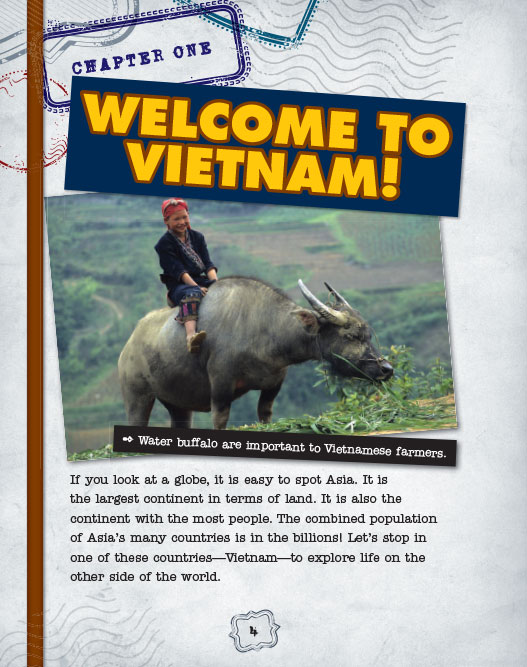 CHAPTER ONE
WELCOME TO
VIETNAM!
➺ Water buffalo are important to Vietnamese farmers.
If you look at a globe, it is easy to spot Asia. It is
the largest continent in terms of land. It is also the
continent with the most people. The combined population
of Asia's many countries is in the billions! Let's stop in
one of these countries—Vietnam—to explore life on the
other side of the world.
4